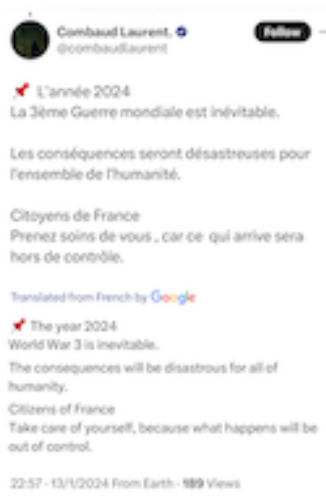 Combaud Laurent.
Follow
@combaudlaurent
L'année 2024
La 3ème Guerre mondiale est inévitable.
Les conséquences seront désastreuses pour
l'ensemble de l'humanité.
Citoyens de France
Prenez soins de vous , car ce qui arrive sera
hors de contrôle.
Translated from French by Google
The year 2024
World War 3 is inevitable.
The consequences will be disastrous for all of
humanity.
Citizens of France
Take care of yourself, because what happens will be
out of control.
22:57 · 13/1/2024 From Earth · 189 Views